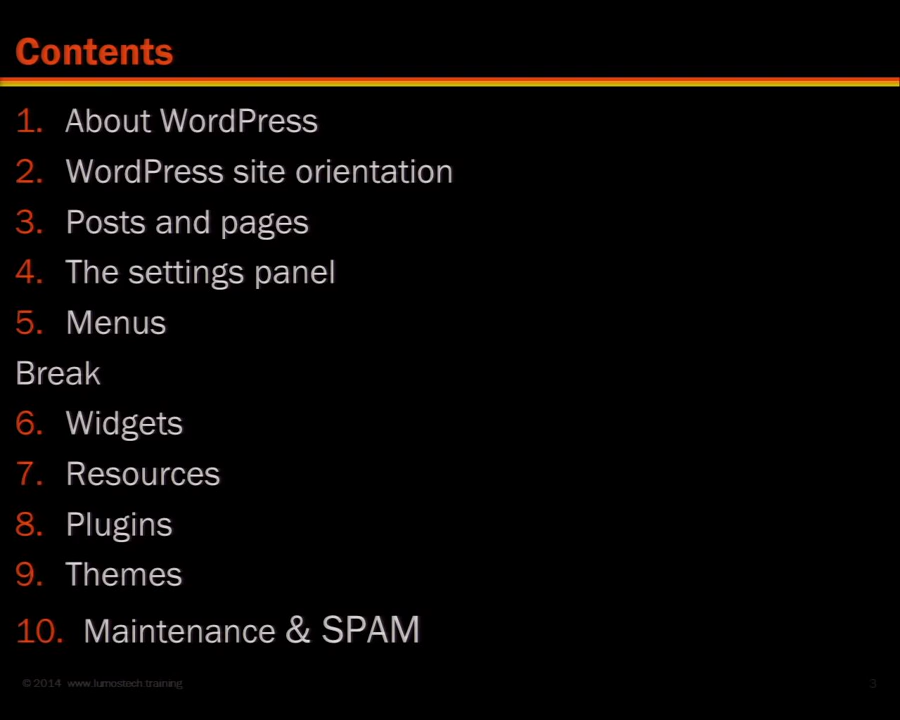 Contents
1. About WordPress
2. WordPress site orientation
3. Posts and pages
4. The settings panel
5. Menus
Break
6. Widgets
7. Resources
8. Plugins
9. Themes
10. Maintenance & SPAM
© 2014 www.lumostech.training
3